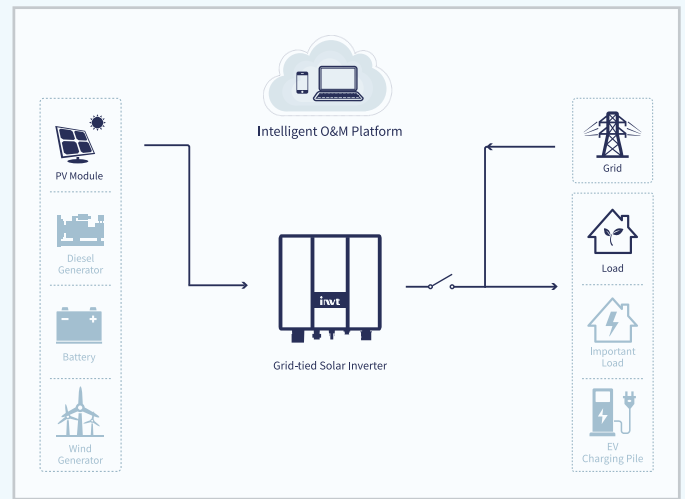 Intelligent O&M Platform
PV Module
Diesel
Generator
Battery
Wind
Generator
invt
Grid-tied Solar Inverter
Grid
Load
Important
Load
EV
Charging Pile